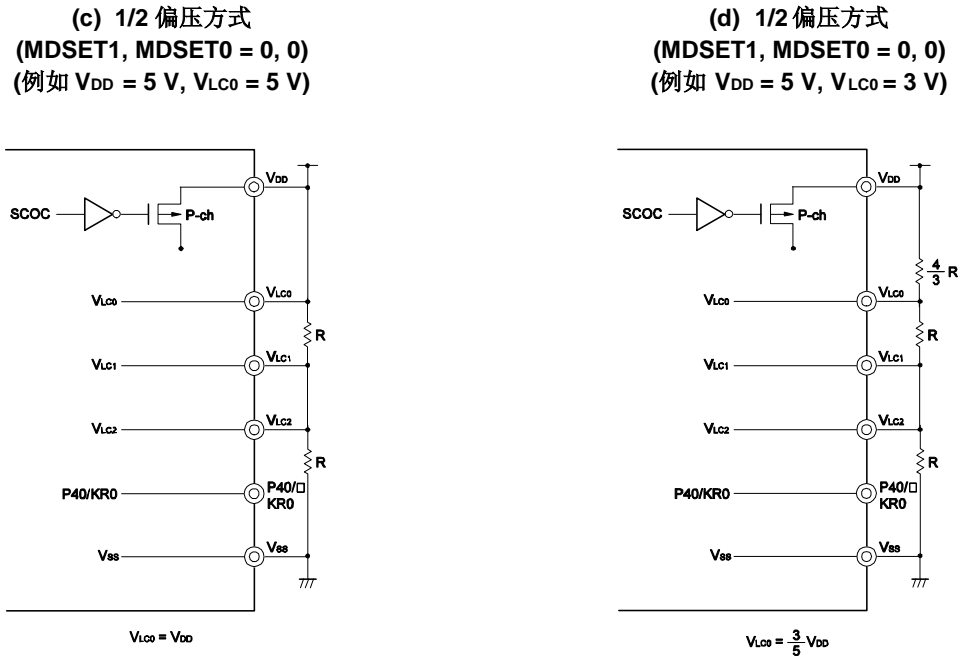 (c) 1/2 偏压方式
(MDSET1, MDSET0 = 0, 0)
(例如 VDD = 5 V, VLC0 = 5 V)
VDD
SCOC
P-ch
VLC0
VLC0
R
VLC1
VLC1
VLC2
VLC2
R
P40/KR0
P40/□
KR0
VSS
VSS
VLC0 = VDD
(d) 1/2 偏压方式
(MDSET1, MDSET0 = 0, 0)
(例如 VDD = 5 V, VLC0 = 3 V)
VDD
SCOC
P-ch
4/3 R
VLC0
VLC0
R
VLC1
VLC1
VLC2
VLC2
R
P40/KR0
P40/□
KR0
VSS
VSS
VLC0 = 3/5 VDD